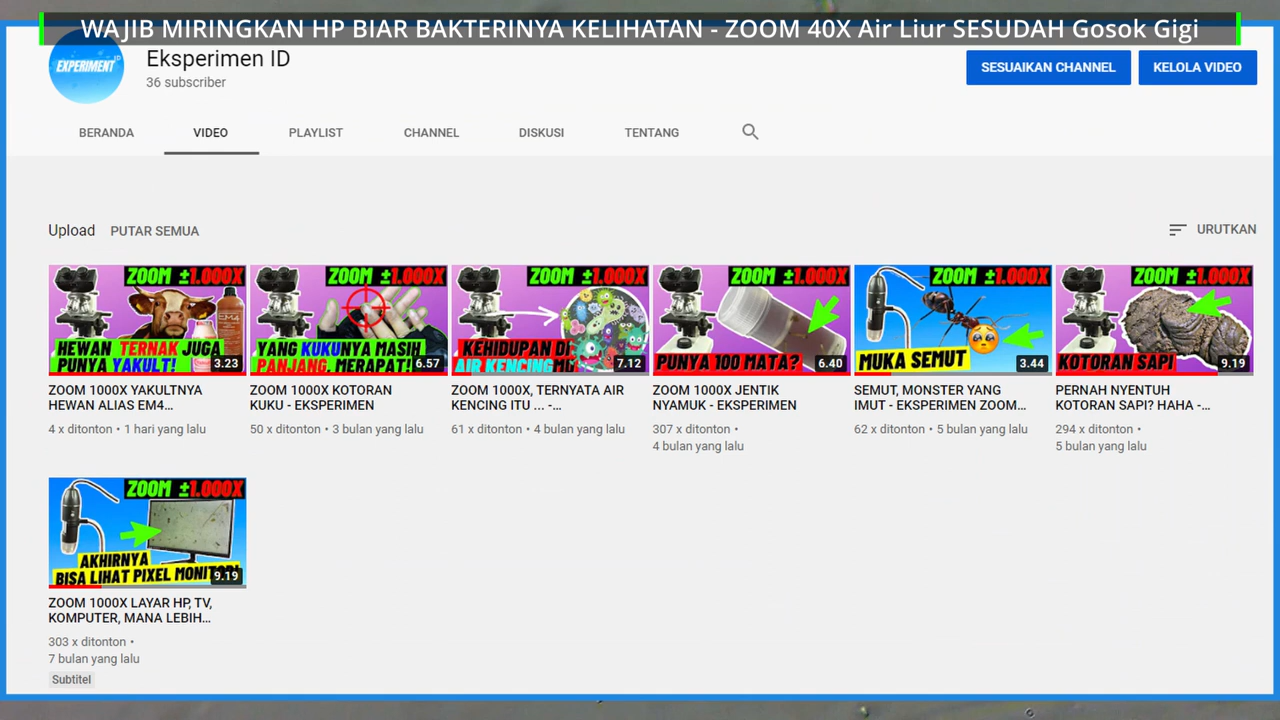 WAJIB MIRINGKAN HP BIAR BAKTERINYA KELIHATAN - ZOOM 40X Air Liur SESUDAH Gosok Gigi
EXPERIMENT ID
Eksperimen ID
36 subscriber
SESUAIKAN CHANNEL
KELOLA VIDEO
BERANDA
VIDEO
PLAYLIST
CHANNEL
DISKUSI
TENTANG
Upload
PUTAR SEMUA
URUTKAN
ZOOM ±1.000X
EM4
HEWAN TERNAK JUGA
PUNYA YAKULT!
3.23
ZOOM 1000X YAKULTNYA
HEWAN ALIAS EM4...
4 x ditonton • 1 hari yang lalu
ZOOM ±1.000X
YANG KUKUNYA MASIH
PANJANG, MERAPAT!
6.57
ZOOM 1000X KOTORAN
KUKU - EKSPERIMEN
50 x ditonton • 3 bulan yang lalu
ZOOM ±1.000X
KEHIDUPAN DI
AIR KENCING
7.12
ZOOM 1000X, TERNYATA AIR
KENCING ITU ... -...
61 x ditonton • 4 bulan yang lalu
ZOOM ±1.000X
PUNYA 100 MATA?
6.40
ZOOM 1000X JENTIK
NYAMUK - EKSPERIMEN
307 x ditonton •
4 bulan yang lalu
ZOOM ±1.000X
MUKA SEMUT
3.44
SEMUT, MONSTER YANG
IMUT - EKSPERIMEN ZOOM...
62 x ditonton • 5 bulan yang lalu
ZOOM ±1.000X
KOTORAN SAPI
9.19
PERNAH NYENTUH
KOTORAN SAPI? HAHA -...
294 x ditonton •
5 bulan yang lalu
ZOOM ±1.000X
AKHIRNYA
BISA LIHAT PIXEL
9.19
ZOOM 1000X LAYAR HP, TV,
KOMPUTER, MANA LEBIH...
303 x ditonton •
7 bulan yang lalu
Subtitel